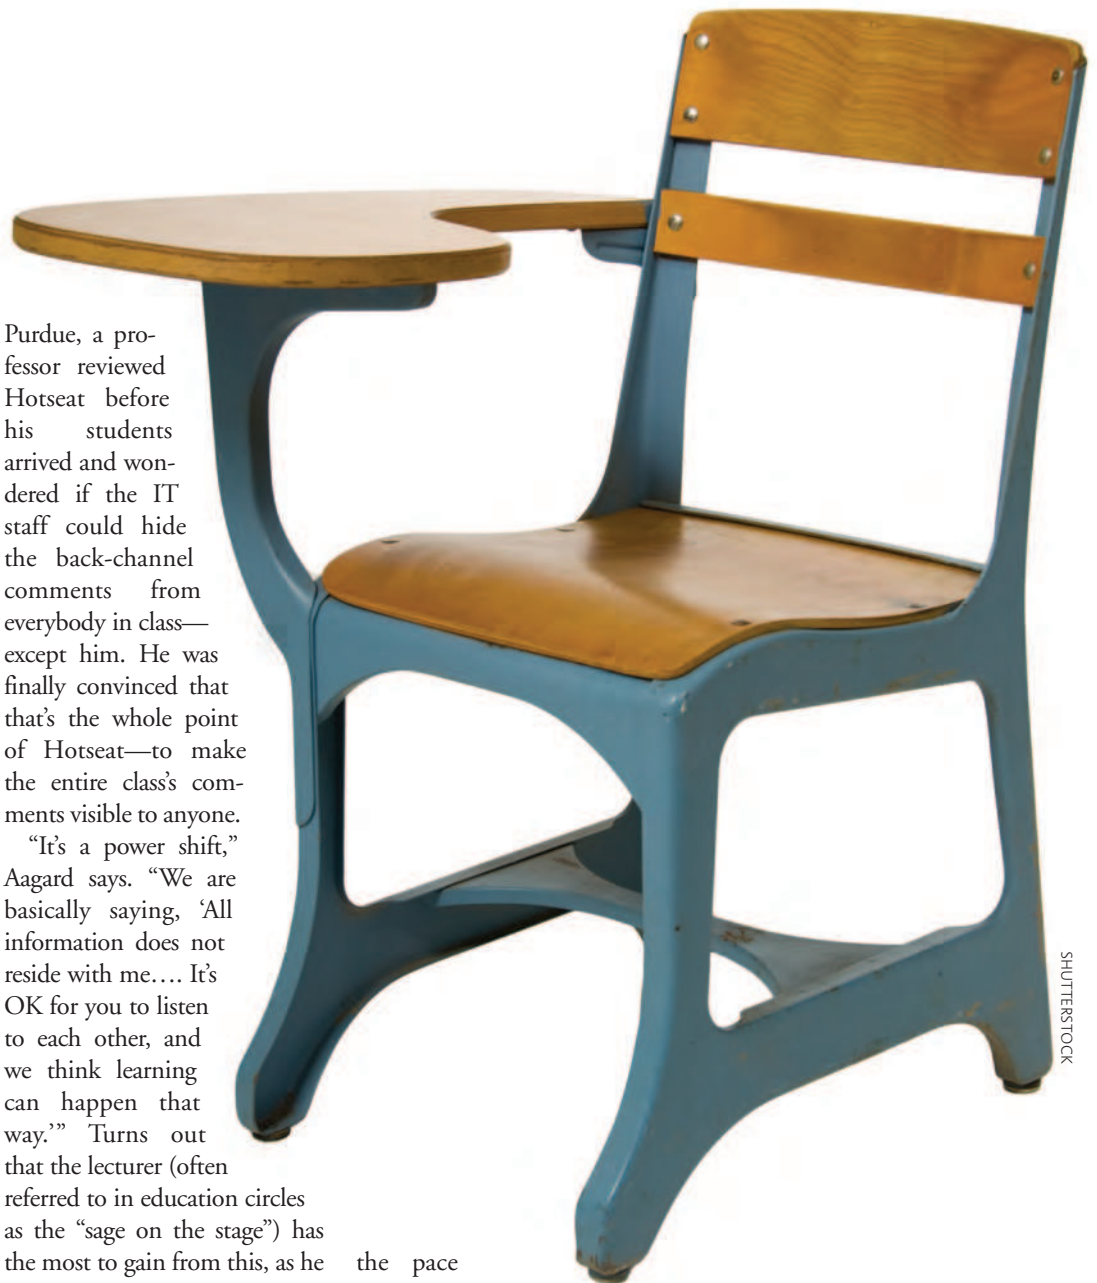 Purdue, a pro-
fessor reviewed
Hotseat before
his students
arrived and won-
dered if the IT
staff could hide
the back-channel
comments from
everybody in class—
except him. He was
finally convinced that
that’s the whole point
of Hotseat—to make
the entire class’s com-
ments visible to anyone.
“It’s a power shift,”
Aagard says. “We are
basically saying, ‘All
information does not
reside with me…. It’s
OK for you to listen
to each other, and
we think learning
can happen that
way.’” Turns out
that the lecturer (often
referred to in education circles
as the “sage on the stage”) has
the most to gain from this, as he
the pace
SHUTTERSTOCK